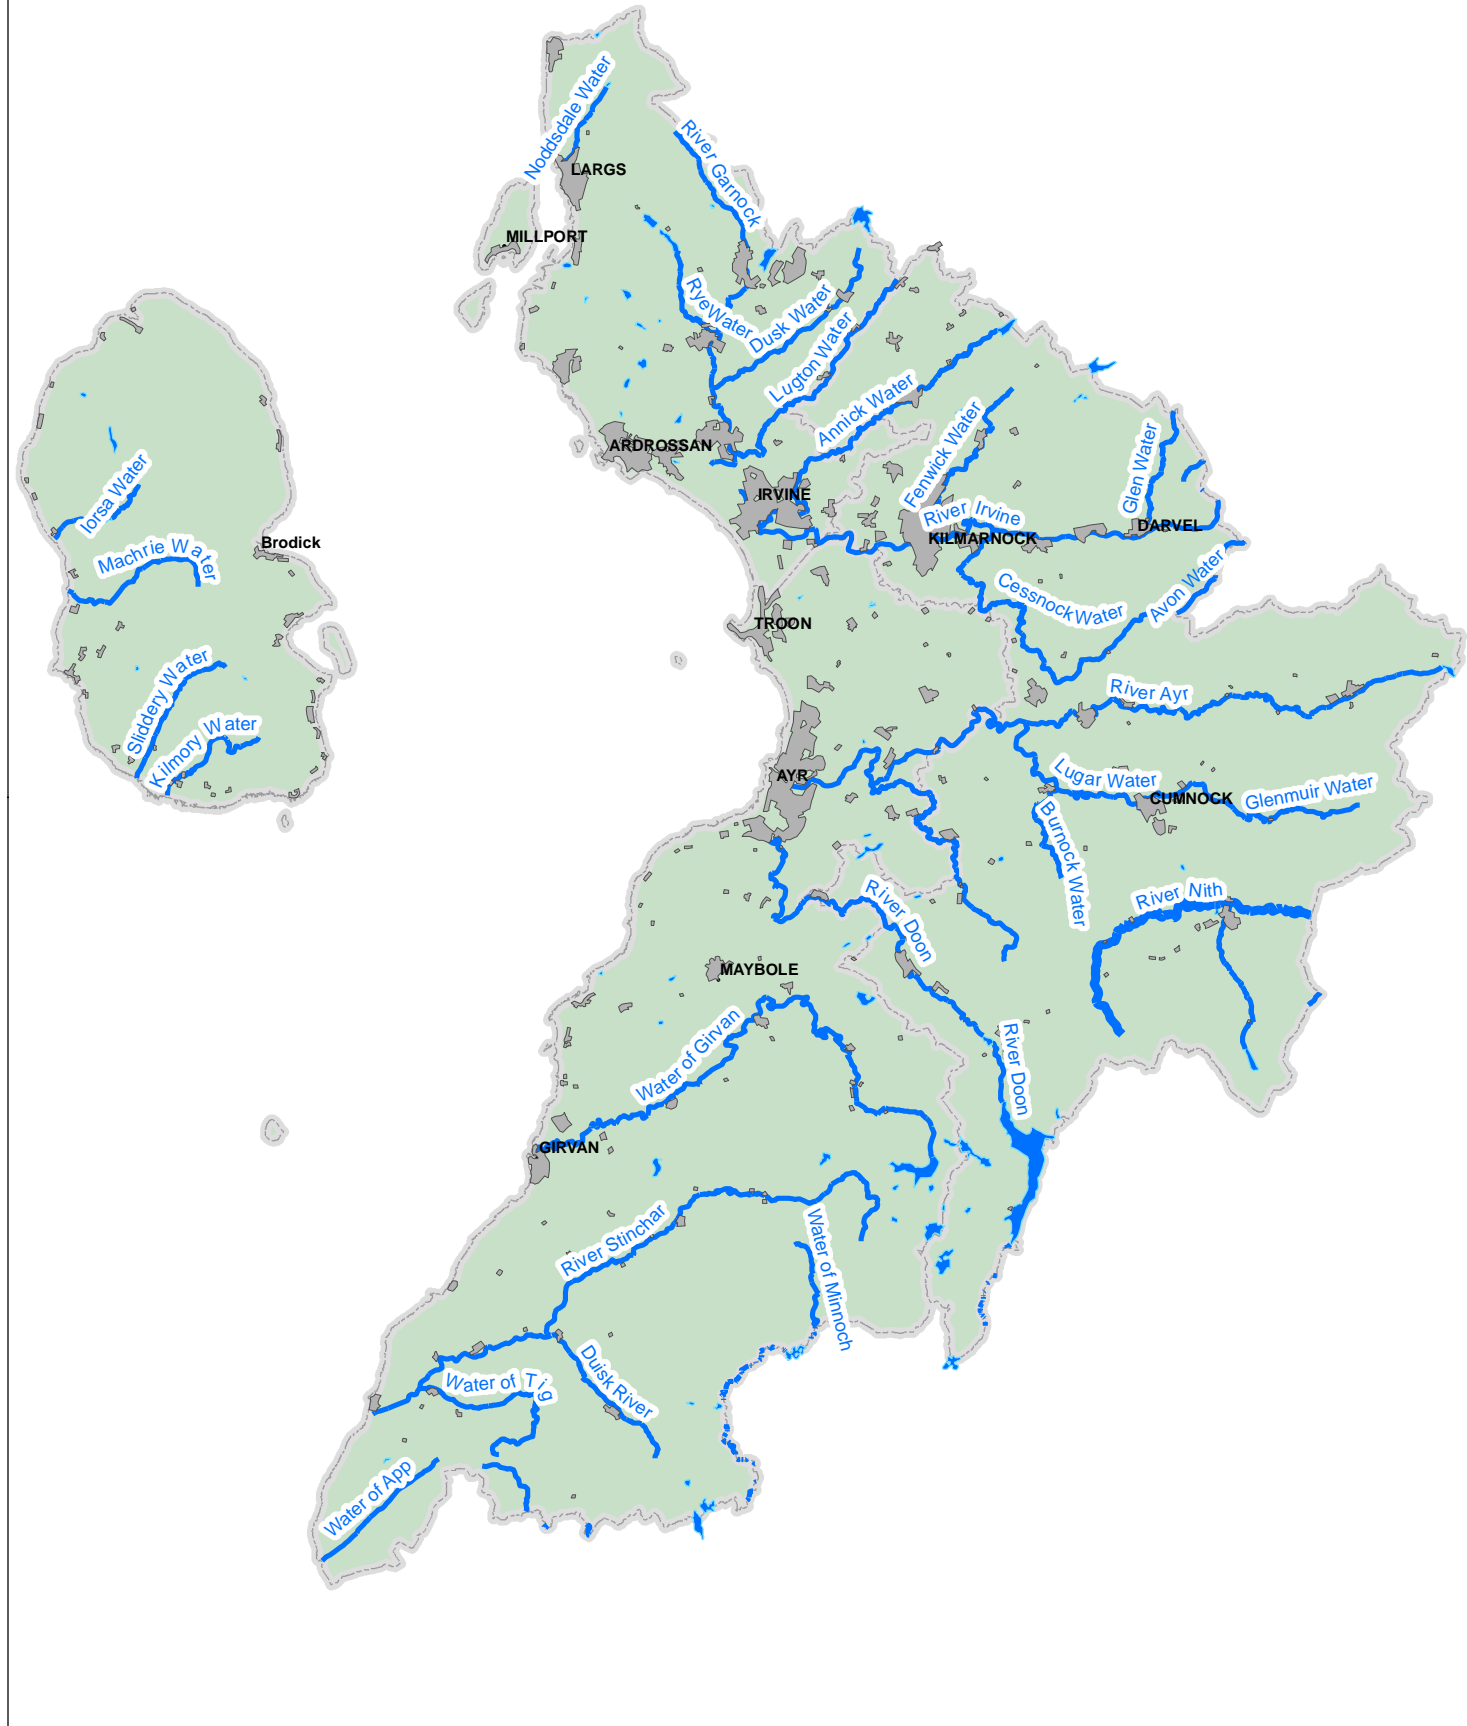 Noddsdale Water
River Garnock
LARGS
MILLPORT
RyeWater
Dusk Water
Lugton Water
Annick Water
Fenwick Water
Glen Water
ARDROSSAN
IRVINE
River Irvine
DARVEL
KILMARNOCK
Iorsa Water
Brodick
Machrie Water
Avon Water
CessnockWater
TROON
Sliddery Water
River Ayr
Kilmory Water
AYR
Lugar Water
CUMNOCK
Glenmuir Water
Burnock Water
River Nith
River Doon
MAYBOLE
Water of Girvan
River Doon
GIRVAN
River Stinchar
Water of Minnoch
Duisk River
Water of Tig
Water of App